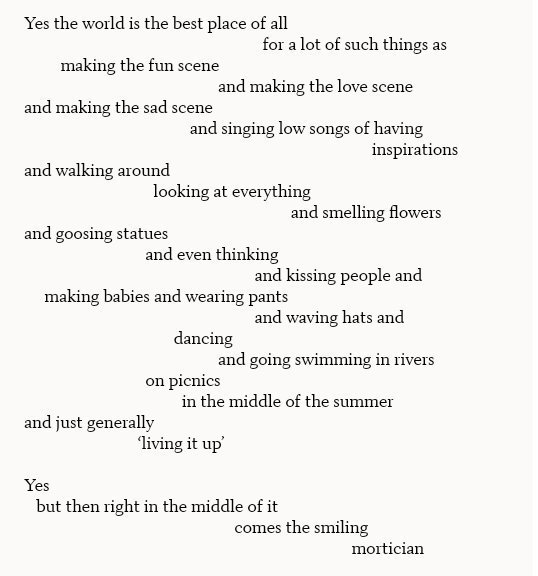 Yes the world is the best place of all
for a lot of such things as
making the fun scene
and making the love scene
and making the sad scene
and singing low songs of having
inspirations
and walking around
looking at everything
and smelling flowers
and goosing statues
and even thinking
and kissing people and
making babies and wearing pants
and waving hats and
dancing
and going swimming in rivers
on picnics
in the middle of the summer
and just generally
‘living it up’
Yes
but then right in the middle of it
comes the smiling
mortician